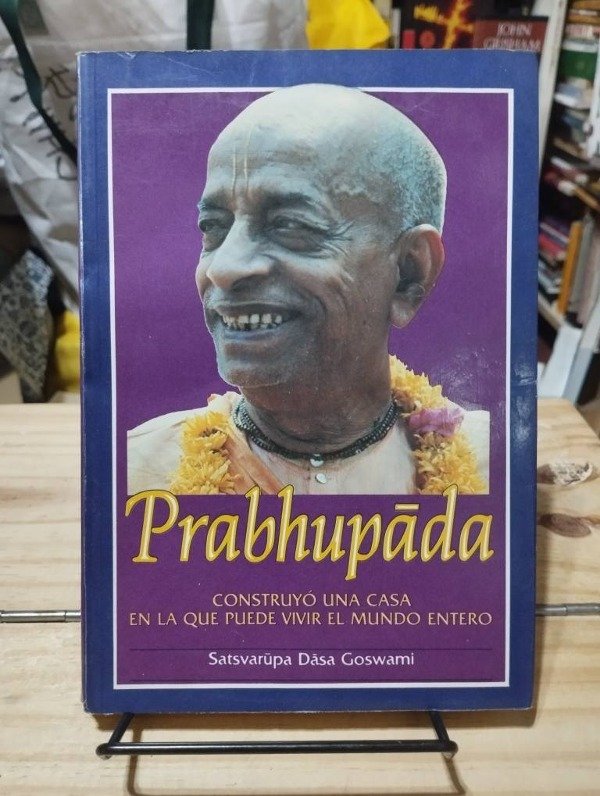 JOHN
GRISHAM
Prabhupāda
CONSTRUYÓ UNA CASA
EN LA QUE PUEDE VIVIR EL MUNDO ENTERO
Satsvarūpa Dāsa Goswami